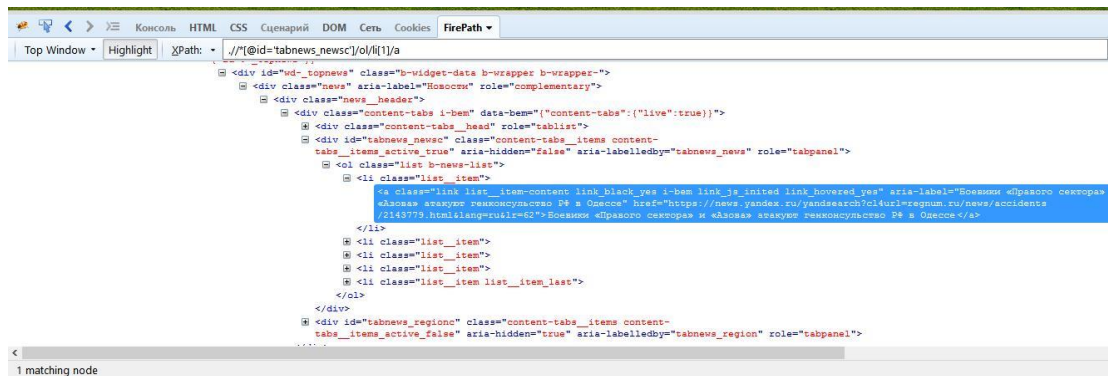 Консоль HTML CSS Сценарий DOM Сеть Cookies FirePath
Top Window Highlight XPath: .//*[@id='tabnews_newsc']/ol/li[1]/a
<div id="wd-_topnews" class="b-widget-data b-wrapper b-wrapper-">
<div class="news" aria-label="Новости" role="complementary">
<div class="news__header">
<div class="content-tabs i-bem" data-bem="{"content-tabs":{"live":true}}">
<div class="content-tabs__head" role="tablist">
<div id="tabnews_newsc" class="content-tabs__items content-
tabs__items_active_true" aria-hidden="false" aria-labelledby="tabnews_news" role="tabpanel">
<ol class="list b-news-list">
<li class="list__item">
<a class="link list__item-content link_black_yes i-bem link_js_inited link_hovered_yes" aria-label="Боевики «Правого сектора»
«Азова» атакуют генконсульство РФ в Одессе" href="https://news.yandex.ru/yandsearch?cl4url=regnum.ru/news/accidents
/2143779.html&lang=ru&lr=62">Боевики «Правого сектора» и «Азова» атакуют генконсульство РФ в Одессе</a>
</li>
<li class="list__item">
<li class="list__item">
<li class="list__item">
<li class="list__item list__item_last">
</ol>
</div>
<div id="tabnews_regionc" class="content-tabs__items content-
tabs__items_active_false" aria-hidden="true" aria-labelledby="tabnews_region" role="tabpanel">
1 matching node